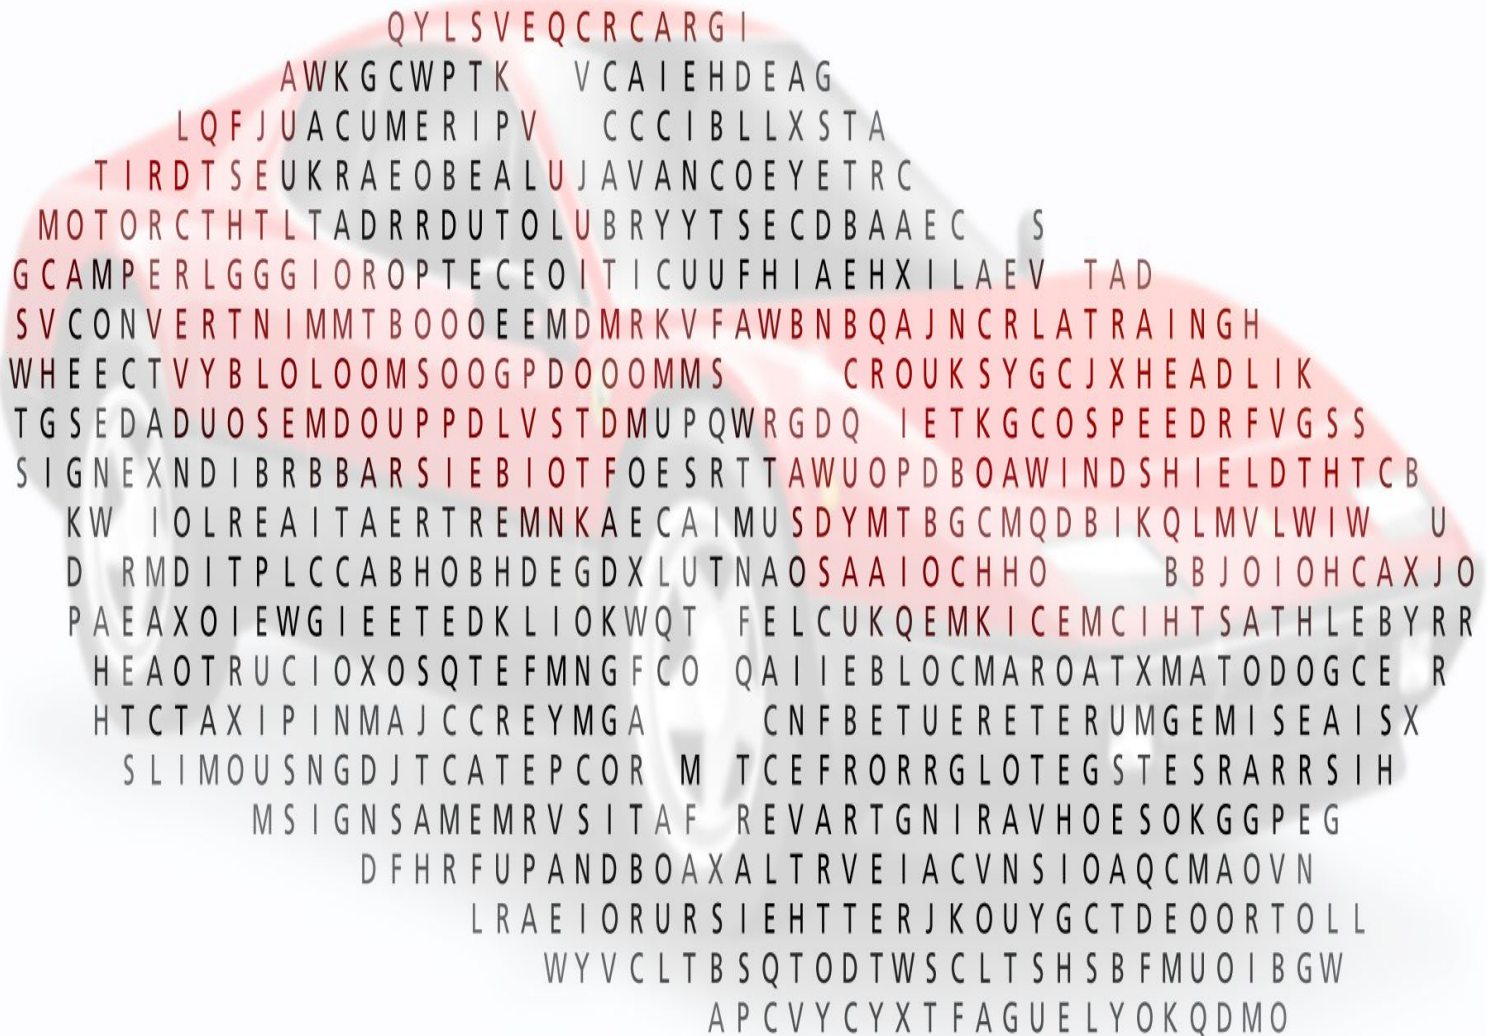 QYLSVEQCRCARGI
AWKGCWPTK VCAIEHDEAG
LQFJUACUMERIPV CCCIBLLXSTA
TIRDTSEUKRAEOBEALUJAVANCOEYETRC
MOTORCTHTLTADRRDUTOLUBRYYTSECDBAAEC S
GCAMPERLGGGIOROPTECEOITICUUFHIAEHXILAEV TAD
SVCONVERTNIMMTBOOOEEMDMRKVFAWBNBQAJNCRLATRAINGH
WHEECTVYBLOLOOMSOOGPDOOOMMS CROUKSYGCJXHEADLIK
TGSEDADUOSEMDOUPPDLVSTDMUPQWRGDQ IETKGCOSPEEDRFVGSS
SIGNEXNDIBRBBARSIEBIOTFOESRTTAWUOPDBOAWINDSHIELDTHTCB
KW IOLREAITAERTREMNKAECAIMUSDYMTBGCMQDBIKQLMVLWIW U
D RMDITPLCCABHOBHDEGDXLUTNAOSAAIOCHHO BBJOIOHCAXJO
PAEAXOIEWGIEETEDKLIOKWQT FELCUKQEMKICEMCIHTSATHLEBYRR
HEAOTRUCIOXOSQTEFMNGFCO QAIIEBLOCMAROATXMATODOGCE R
HTCTAXIPINMAJCCREYMGA CNFBETUERETERUMGEMISEAISX
SLIMOUSNGDJTCATEPCOR M TCEFRORRGLOTEGSTESRARRSIH
MSIGNSAMEMRVSITAF REVARTGNIRAVHOESOKGGPEG
DFHRFUPANDBOAXALTRVEIACVNSIOAQCMAOVN
LRAEIORURSIEHTTERJKOUYGCTDEOORTOLL
WYVCLTBSQTODTWSCLTSHSBFMUOIBGW
APCVYCYXTFAGUELYOKQDMO